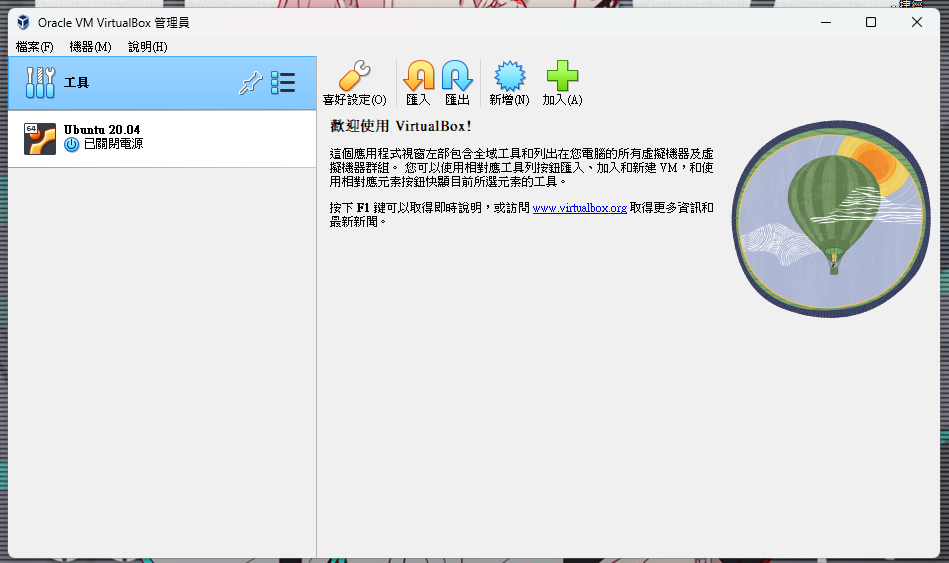 Oracle VM VirtualBox 管理員
檔案(F) 機器(M) 說明(H)
工具
喜好設定(O) 匯入 匯出 新增(N) 加入(A)
64
Ubuntu 20.04
已關閉電源
歡迎使用 VirtualBox!
這個應用程式視窗左部包含全域工具和列出在您電腦的所有虛擬機器及虛
擬機器群組。 您可以使用相對應工具列按鈕匯入、加入和新建 VM，和使
用相對應元素按鈕快顯目前所選元素的工具。
按下 F1 鍵可以取得即時說明，或訪問 www.virtualbox.org 取得更多資訊和
最新新聞。